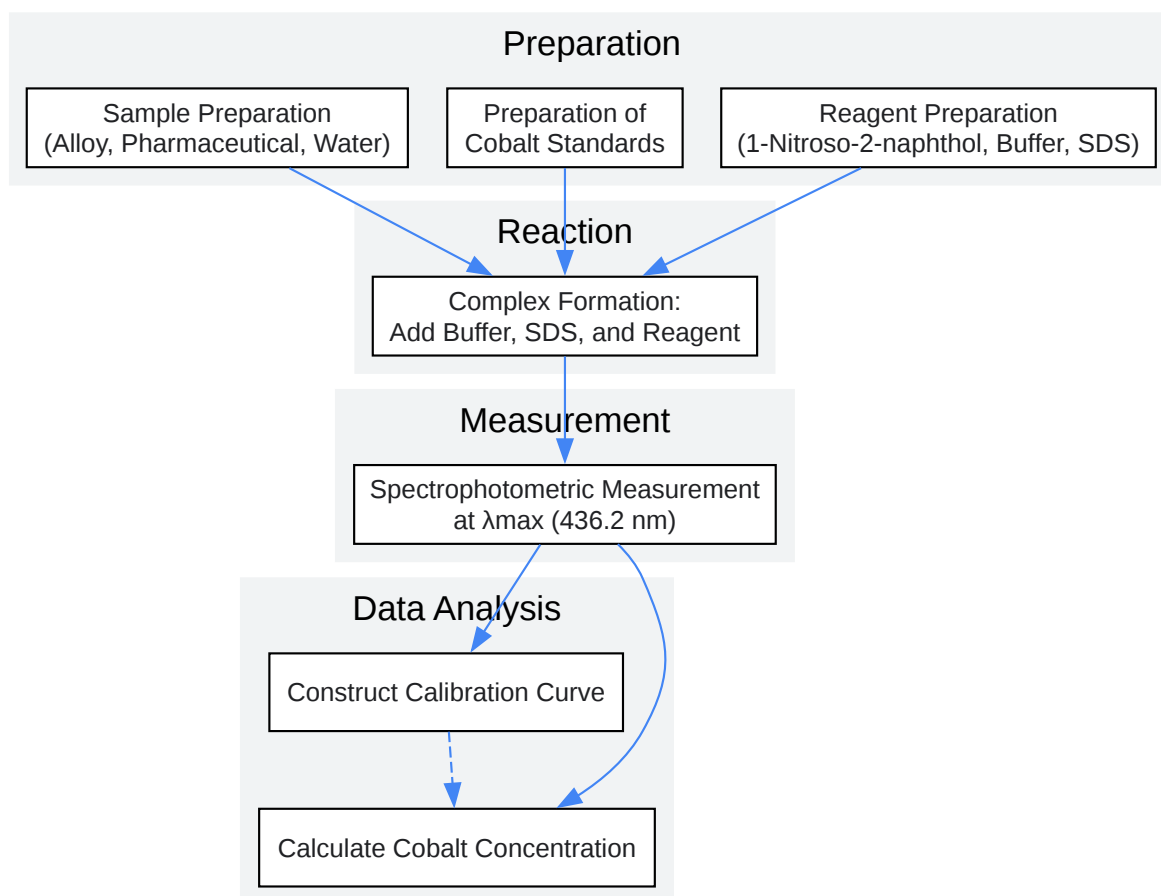 Preparation
Sample Preparation
(Alloy, Pharmaceutical, Water)
Preparation of
Cobalt Standards
Reagent Preparation
(1-Nitroso-2-naphthol, Buffer, SDS)
Reaction
Complex Formation:
Add Buffer, SDS, and Reagent
Measurement
Spectrophotometric Measurement
at λmax (436.2 nm)
Data Analysis
Construct Calibration Curve
Calculate Cobalt Concentration